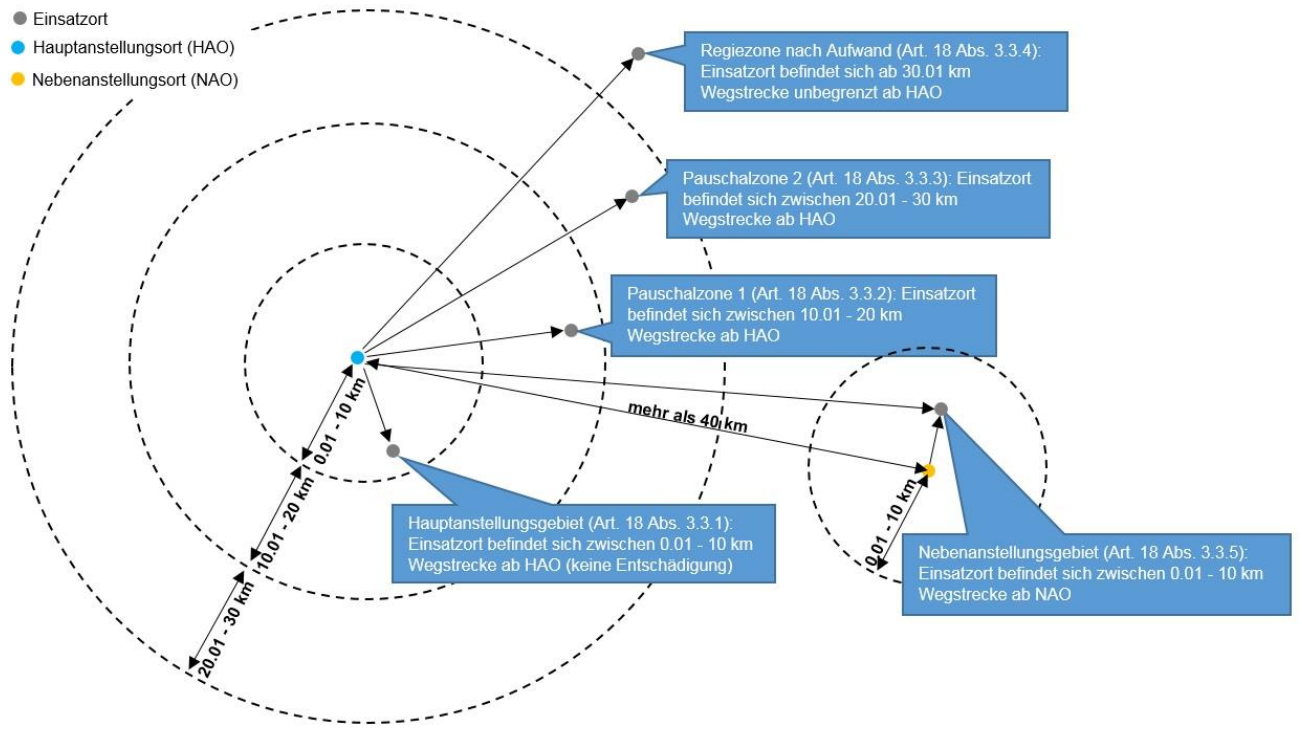 Einsatzort
Hauptanstellungsort (HAO)
Nebenanstellungsort (NAO)
Regiezone nach Aufwand (Art. 18 Abs. 3.3.4):
Einsatzort befindet sich ab 30.01 km
Wegstrecke unbegrenzt ab HAO
Pauschalzone 2 (Art. 18 Abs. 3.3.3): Einsatzort
befindet sich zwischen 20.01 - 30 km
Wegstrecke ab HAO
Pauschalzone 1 (Art. 18 Abs. 3.3.2): Einsatzort
befindet sich zwischen 10.01 - 20 km
Wegstrecke ab HAO
mehr als 40 km
0.01 - 10 km
10.01 - 20 km
20.01 - 30 km
Hauptanstellungsgebiet (Art. 18 Abs. 3.3.1):
Einsatzort befindet sich zwischen 0.01 - 10 km
Wegstrecke ab HAO (keine Entschädigung)
0.01 - 10 km
Nebenanstellungsgebiet (Art. 18 Abs. 3.3.5):
Einsatzort befindet sich zwischen 0.01 - 10 km
Wegstrecke ab NAO